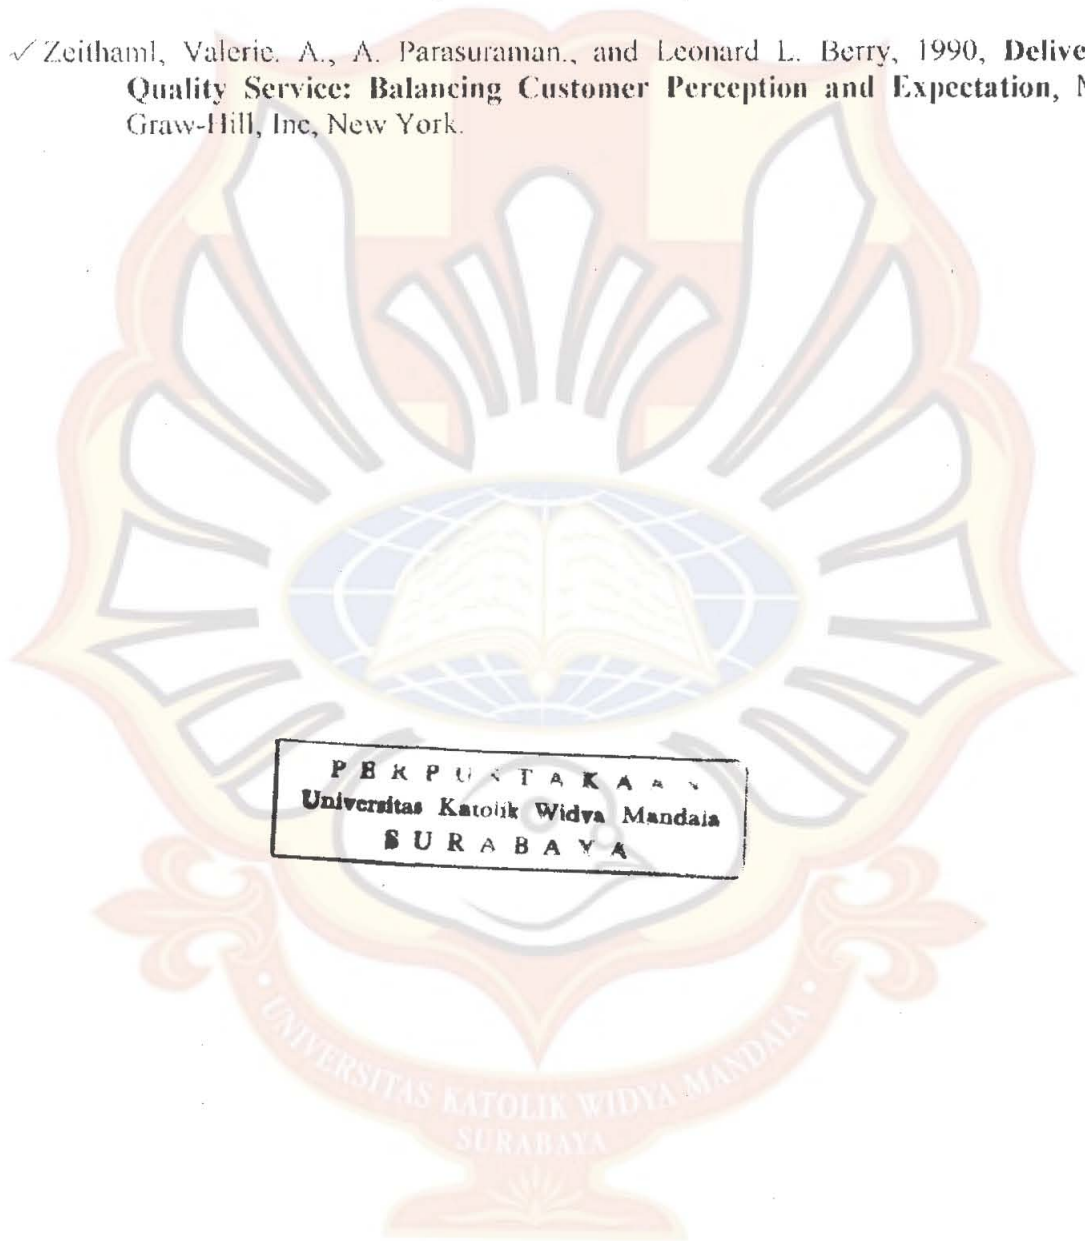 ✓ Zeithaml, Valerie. A., A. Parasuraman., and Leonard L. Berry, 1990, Delive
Quality Service: Balancing Customer Perception and Expectation, M
Graw-Hill, Inc, New York.
PERPUSTAKAAN
Universitas Katolik Widya Mandala
SURABAYA
• UNIVERSITAS KATOLIK WIDYA MANDALA •
SURABAYA